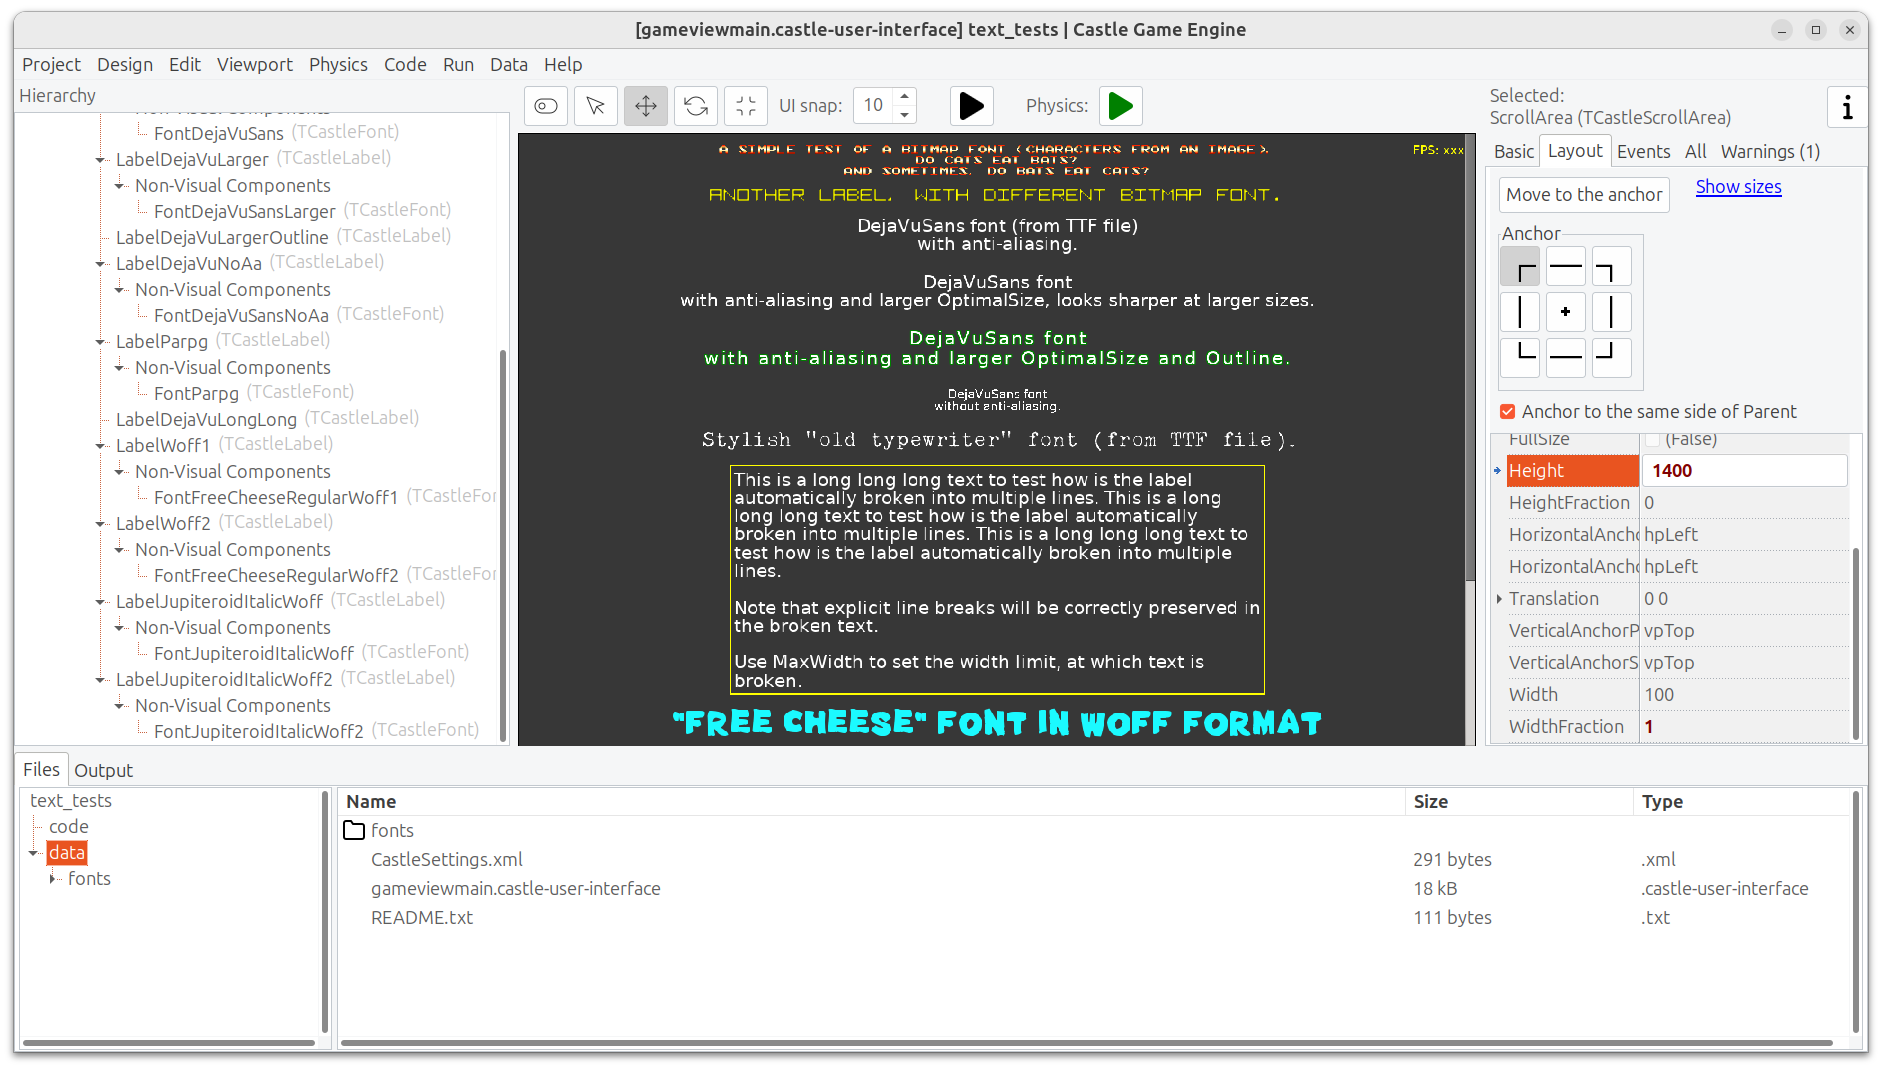 [gameviewmain.castle-user-interface] text_tests | Castle Game Engine
Project Design Edit Viewport Physics Code Run Data Help
Hierarchy
Non-Visual Components
FontDejaVuSans (TCastleFont)
LabelDejaVuLarger (TCastleLabel)
Non-Visual Components
FontDejaVuSansLarger (TCastleFont)
LabelDejaVuLargerOutline (TCastleLabel)
LabelDejaVuNoAa (TCastleLabel)
Non-Visual Components
FontDejaVuSansNoAa (TCastleFont)
LabelParpg (TCastleLabel)
Non-Visual Components
FontParpg (TCastleFont)
LabelDejaVuLongLong (TCastleLabel)
LabelWoff1 (TCastleLabel)
Non-Visual Components
FontFreeCheeseRegularWoff1 (TCastleFor
LabelWoff2 (TCastleLabel)
Non-Visual Components
FontFreeCheeseRegularWoff2 (TCastleFor
LabelJupiteroidItalicWoff (TCastleLabel)
Non-Visual Components
FontJupiteroidItalicWoff (TCastleFont)
LabelJupiteroidItalicWoff2 (TCastleLabel)
Non-Visual Components
FontJupiteroidItalicWoff2 (TCastleFont)
UI snap: 10 Physics:
A SIMPLE TEST OF A BITMAP FONT (CHARACTERS FROM AN IMAGE).
DO CATS EAT BATS?
AND SOMETIMES, DO BATS EAT CATS?
FPS: xxx
ANOTHER LABEL, WITH DIFFERENT BITMAP FONT.
DejaVuSans font (from TTF file)
with anti-aliasing.
DejaVuSans font
with anti-aliasing and larger OptimalSize, looks sharper at larger sizes.
DejaVuSans font
with anti-aliasing and larger OptimalSize and Outline.
DejaVuSans font
without anti-aliasing.
Stylish "old typewriter" font (from TTF file).
This is a long long long text to test how is the label
automatically broken into multiple lines. This is a long
long long text to test how is the label automatically
broken into multiple lines. This is a long long long text to
test how is the label automatically broken into multiple
lines.
Note that explicit line breaks will be correctly preserved in
the broken text.
Use MaxWidth to set the width limit, at which text is
broken.
"FREE CHEESE" FONT IN WOFF FORMAT
Selected:
ScrollArea (TCastleScrollArea)
i
Basic Layout Events All Warnings (1)
Move to the anchor
Show sizes
Anchor
Anchor to the same side of Parent
FullSize (False)
Height 1400
HeightFraction 0
HorizontalAncho hpLeft
HorizontalAncho hpLeft
Translation 0 0
VerticalAnchorP vpTop
VerticalAnchorS vpTop
Width 100
WidthFraction 1
Files Output
text_tests
code
data
fonts
Name Size Type
fonts
CastleSettings.xml 291 bytes .xml
gameviewmain.castle-user-interface 18 kB .castle-user-interface
README.txt 111 bytes .txt